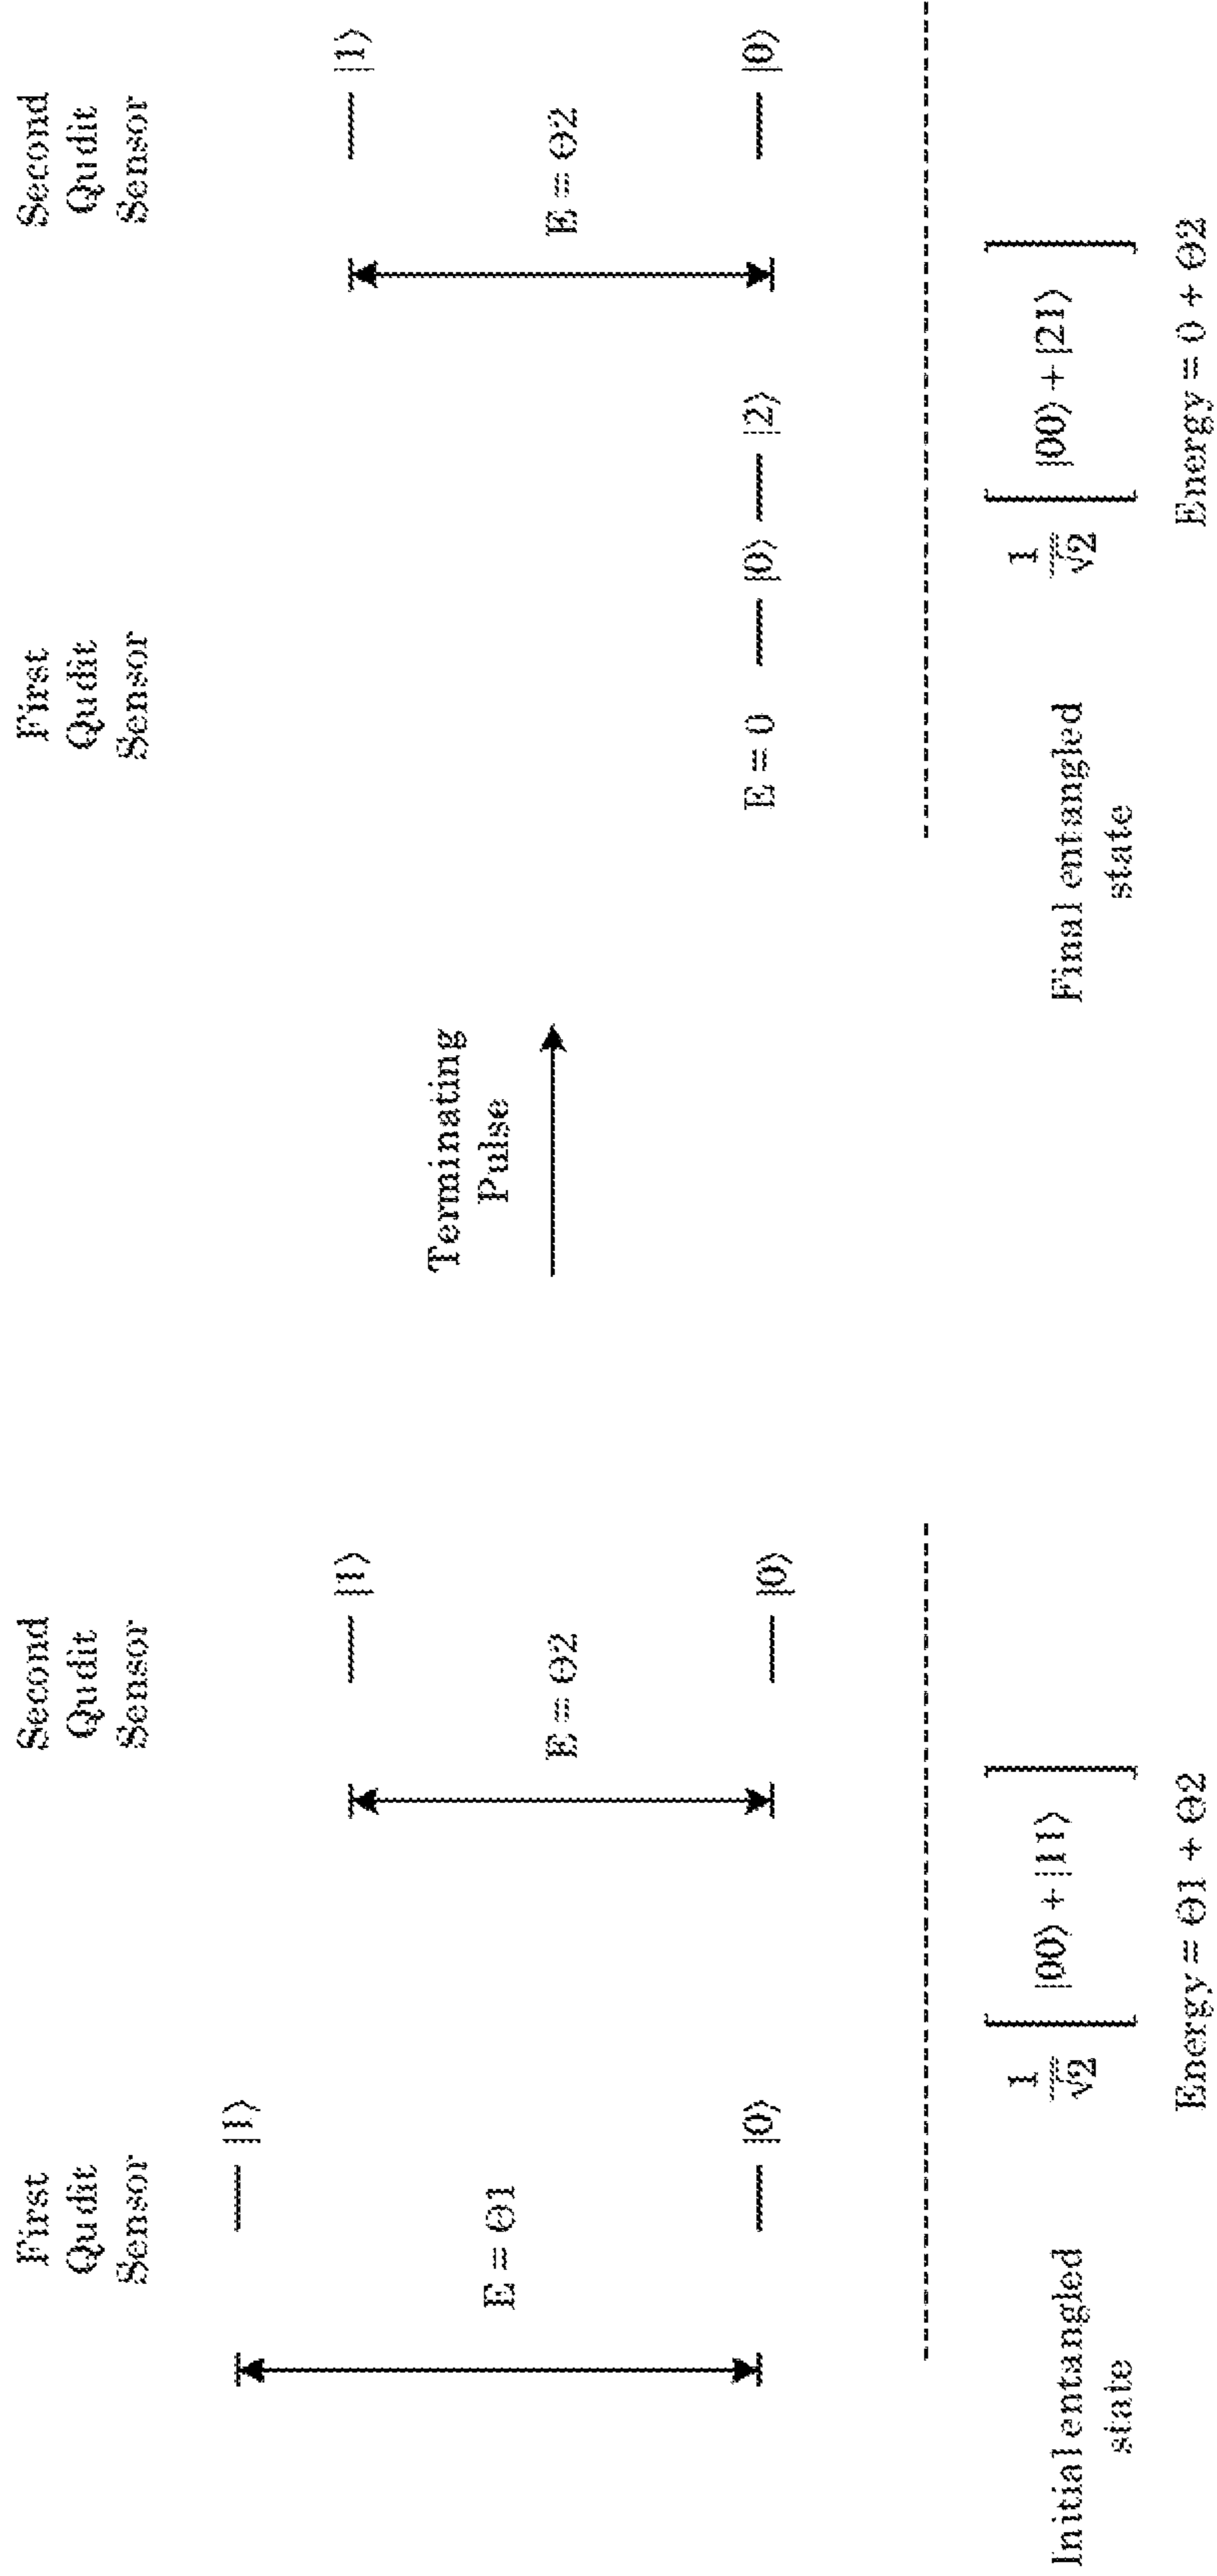 First
Qudit
Sensor
Second
Qudit
Sensor
|1⟩
|0⟩
E = Θ1
|1⟩
|0⟩
E = Θ2
Initial entangled
state
1/√2 [ |00⟩ + |11⟩ ]
Energy = Θ1 + Θ2
Terminating
Pulse
First
Qudit
Sensor
Second
Qudit
Sensor
E = 0 |0⟩ |2⟩
|1⟩
|0⟩
E = Θ2
Final entangled
state
1/√2 [ |00⟩ + |21⟩ ]
Energy = 0 + Θ2